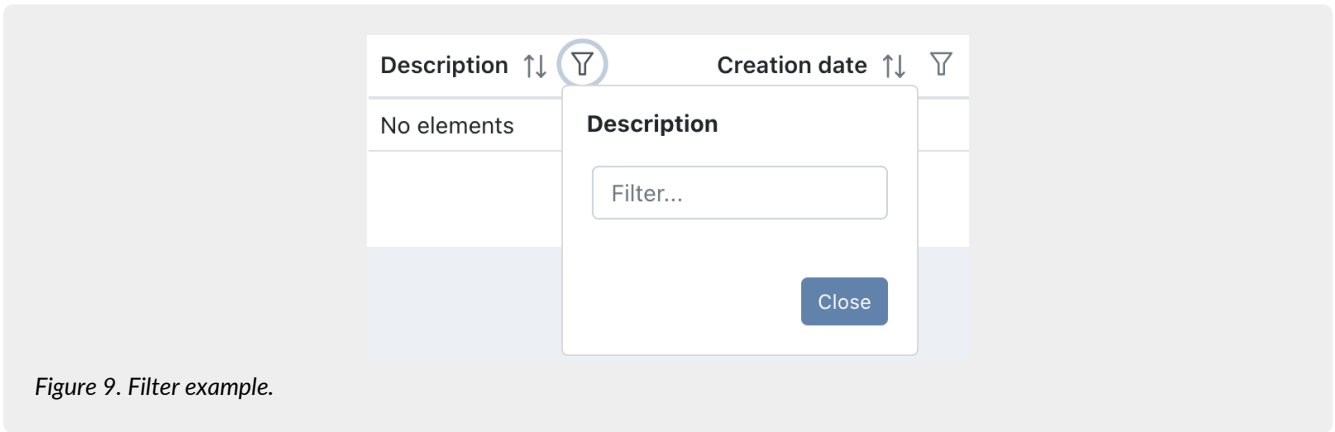 Description Creation date
No elements
Description
Filter...
Close
Figure 9. Filter example.